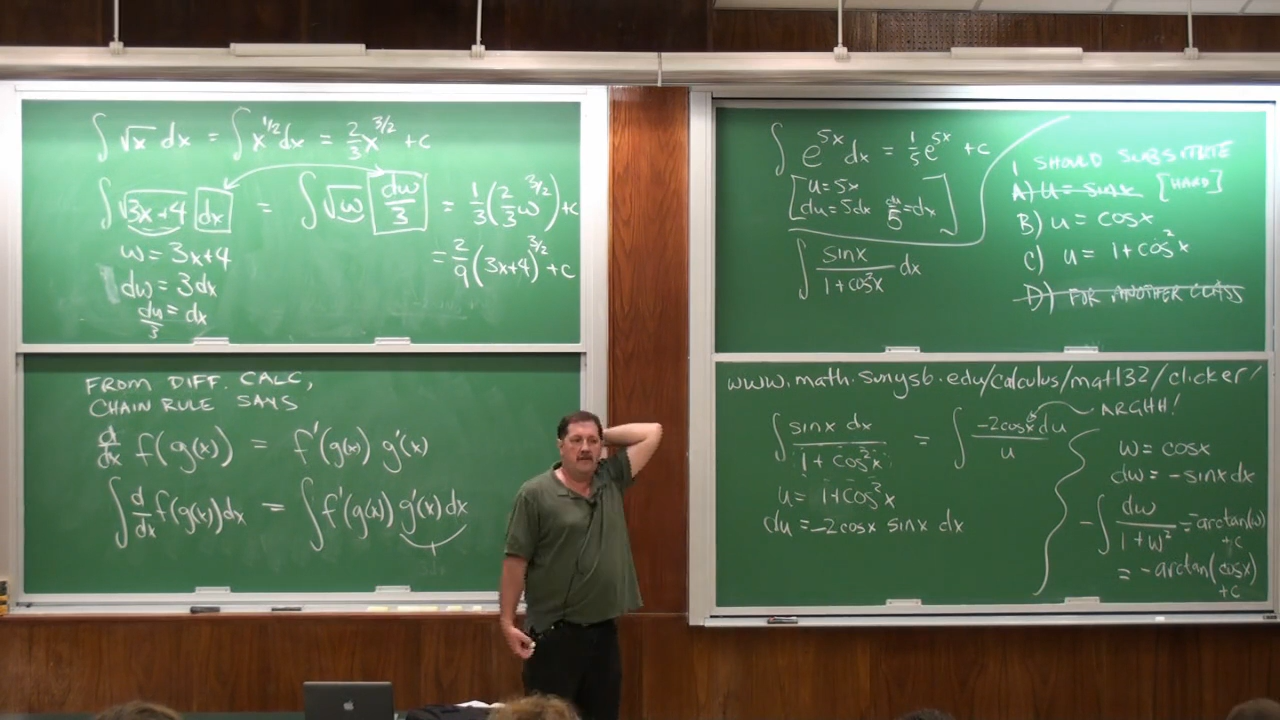 ∫ √x dx = ∫ x^{1/2} dx = 2/3 x^{3/2} + C
∫ √(3x+4) dx = ∫ √w dw/3 = 1/3 (2/3 w^{3/2}) + C
w = 3x+4
= 2/9 (3x+4)^{3/2} + C
dw = 3dx
du/3 = dx
FROM DIFF. CALC,
CHAIN RULE SAYS
d/dx f(g(x)) = f'(g(x)) g'(x)
∫ d/dx f(g(x)) dx = ∫ f'(g(x)) g'(x) dx
∫ e^{5x} dx = 1/5 e^{5x} + C
[u = 5x
du = 5dx du/5 = dx]
∫ sinx / (1+cos²x) dx
I SHOULD SUBSITUTE
A) u = sinx [HARD]
B) u = cosx
C) u = 1+cos²x
D) FOR ANOTHER CLASS
www.math.sunysb.edu/calculus/mat132/clicker/
∫ sinx dx / (1+cos²x) = ∫ -2cosx du / u
ARGHH!
u = 1+cos²x
du = -2cosx sinx dx
w = cosx
dw = -sinx dx
-∫ dw / (1+w²) = -arctan(w)
+C
= -arctan(cosx)
+C